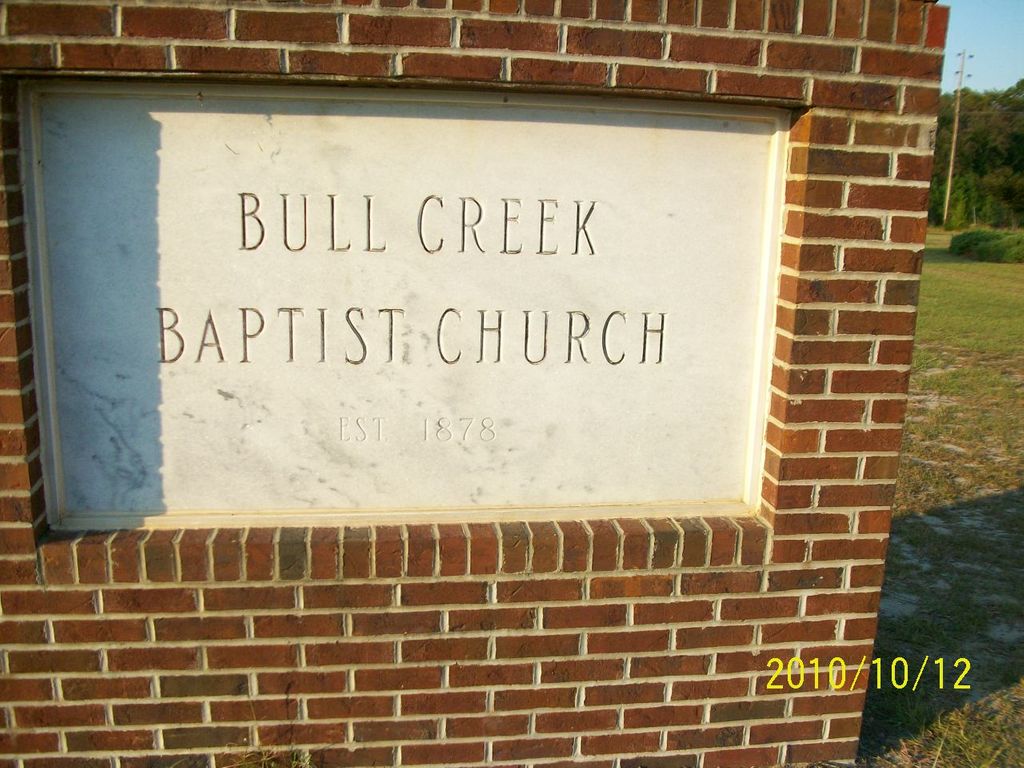 BULL CREEK
BAPTIST CHURCH
EST. 1878
2010/10/12